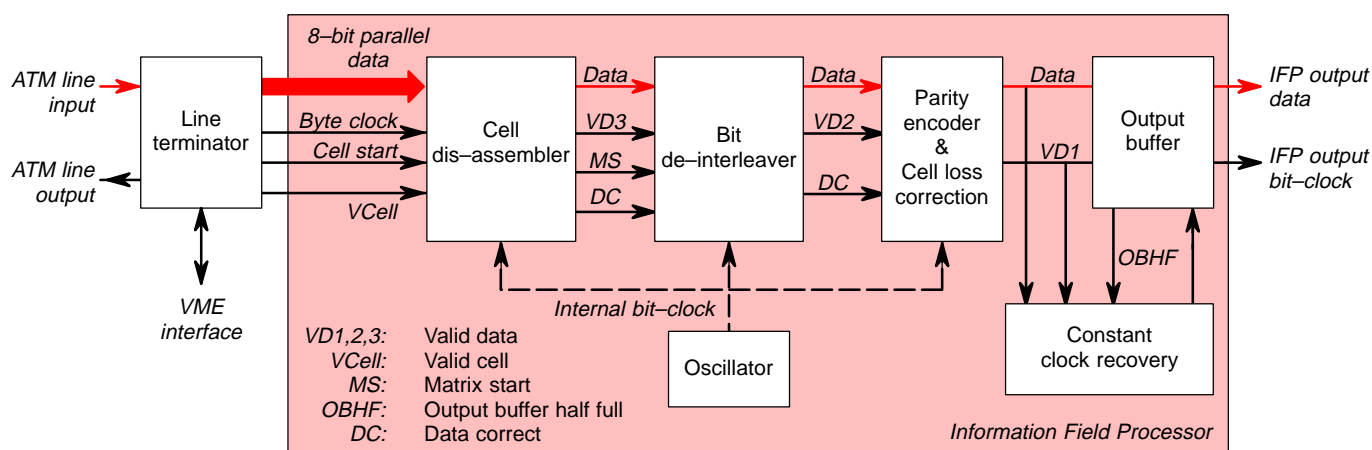 8–bit parallel
data
ATM line
input
ATM line
output
Line
terminator
VME
interface
Byte clock
Cell start
VCell
Cell
dis–assembler
Data
VD3
MS
DC
Bit
de–interleaver
Data
VD2
DC
Parity
encoder
&
Cell loss
correction
Data
VD1
Output
buffer
IFP output
data
IFP output
bit–clock
OBHF
Internal bit–clock
Oscillator
Constant
clock recovery
VD1,2,3: Valid data
VCell: Valid cell
MS: Matrix start
OBHF: Output buffer half full
DC: Data correct
Information Field Processor